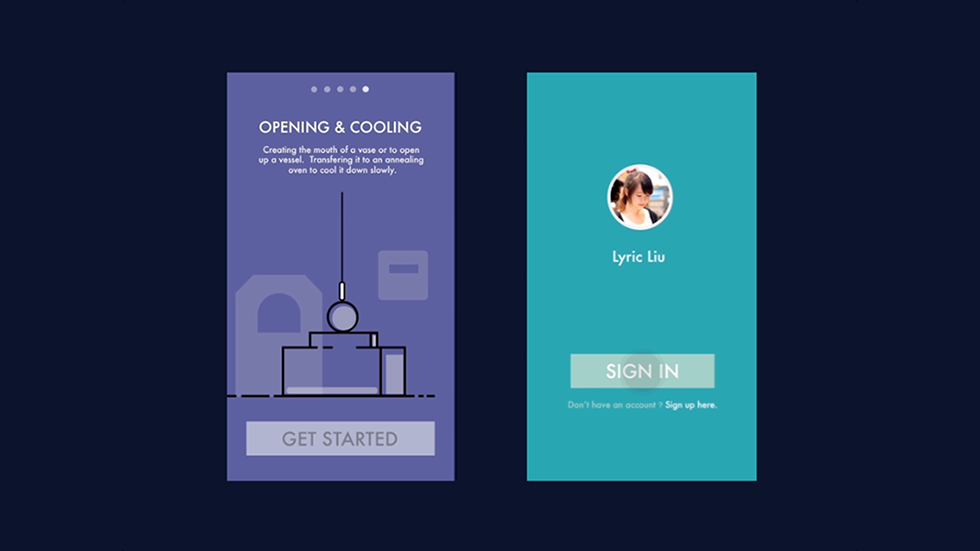 OPENING & COOLING
Creating the mouth of a vase or to open
up a vessel. Transfering it to an annealing
oven to cool it down slowly.
GET STARTED
Lyric Liu
SIGN IN
Don't have an account ? Sign up here.